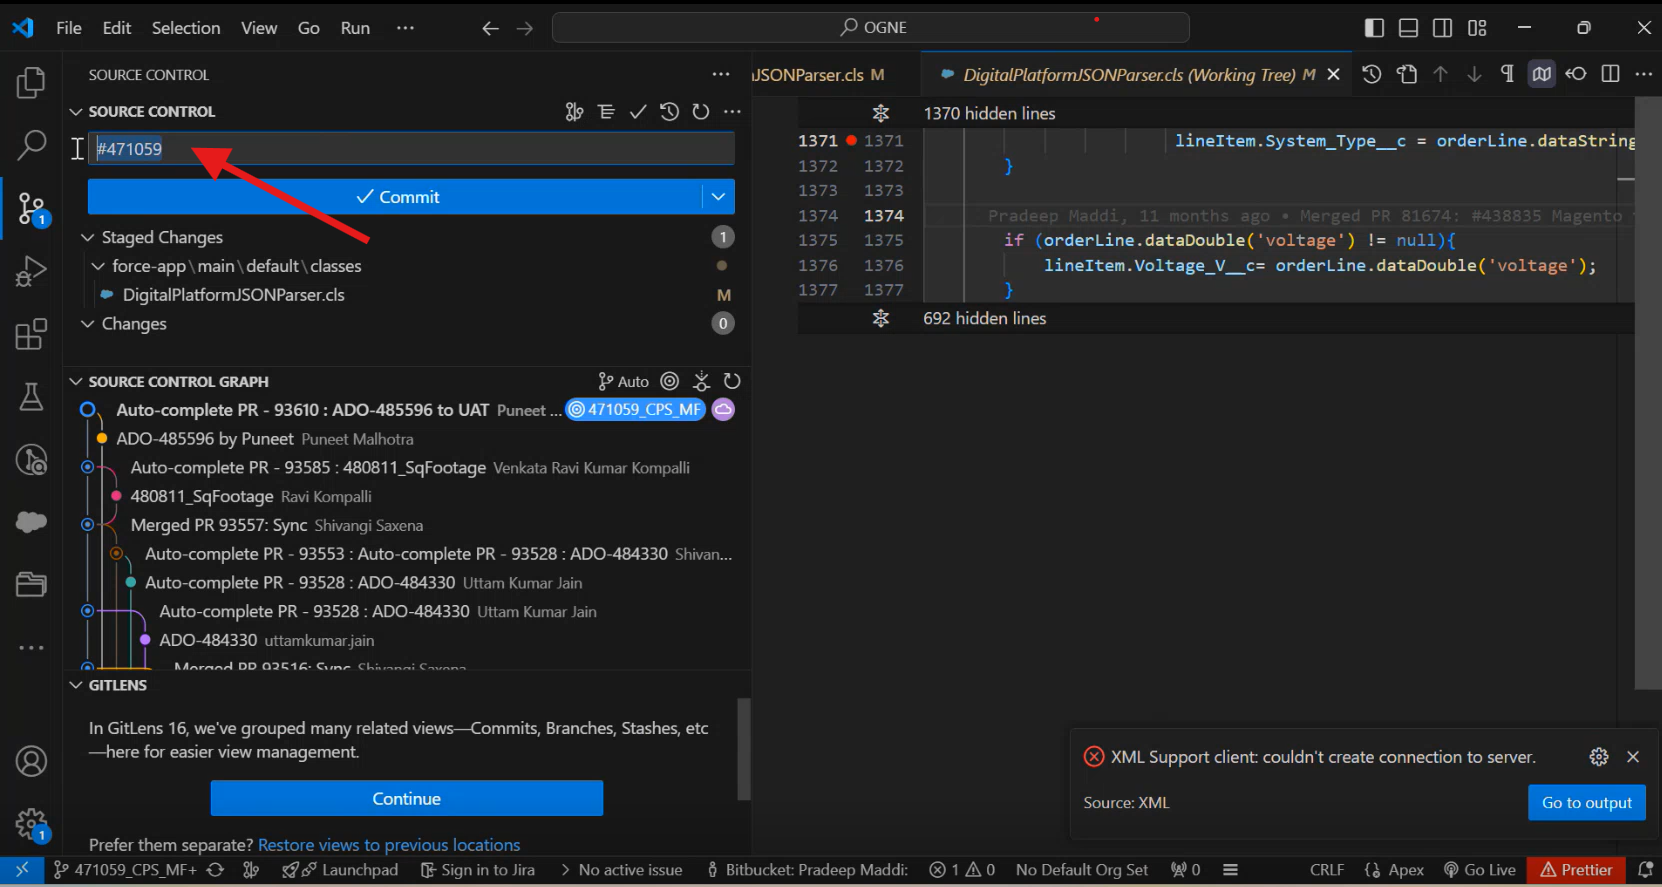 File Edit Selection View Go Run ··· OGNE
SOURCE CONTROL ···
SOURCE CONTROL ···
#471059
Commit
Staged Changes 1
force-app\main\default\classes
DigitalPlatformJSONParser.cls M
Changes 0
SOURCE CONTROL GRAPH Auto
Auto-complete PR - 93610 : ADO-485596 to UAT Puneet ... 471059_CPS_MF
ADO-485596 by Puneet Puneet Malhotra
Auto-complete PR - 93585 : 480811_SqFootage Venkata Ravi Kumar Kompalli
480811_SqFootage Ravi Kompalli
Merged PR 93557: Sync Shivangi Saxena
Auto-complete PR - 93553 : Auto-complete PR - 93528 : ADO-484330 Shivan...
Auto-complete PR - 93528 : ADO-484330 Uttam Kumar Jain
Auto-complete PR - 93528 : ADO-484330 Uttam Kumar Jain
ADO-484330 uttamkumar.jain
Merged PR 93516: Sync Shivangi Saxena
GITLENS
In GitLens 16, we've grouped many related views—Commits, Branches, Stashes, etc
—here for easier view management.
Continue
Prefer them separate? Restore views to previous locations
JSONParser.cls M DigitalPlatformJSONParser.cls (Working Tree) M
1370 hidden lines
1371 1371 lineItem.System_Type__c = orderLine.dataString
1372 1372 }
1373 1373
1374 1374 Pradeep Maddi, 11 months ago • Merged PR 81674: #438835 Magento
1375 1375 if (orderLine.dataDouble('voltage') != null){
1376 1376 lineItem.Voltage_V__c= orderLine.dataDouble('voltage');
1377 1377 }
692 hidden lines
XML Support client: couldn't create connection to server.
Source: XML Go to output
1
1
471059_CPS_MF+ Launchpad Sign in to Jira > No active issue Bitbucket: Pradeep Maddi: 1 0 No Default Org Set 0 CRLF {} Apex Go Live Prettier